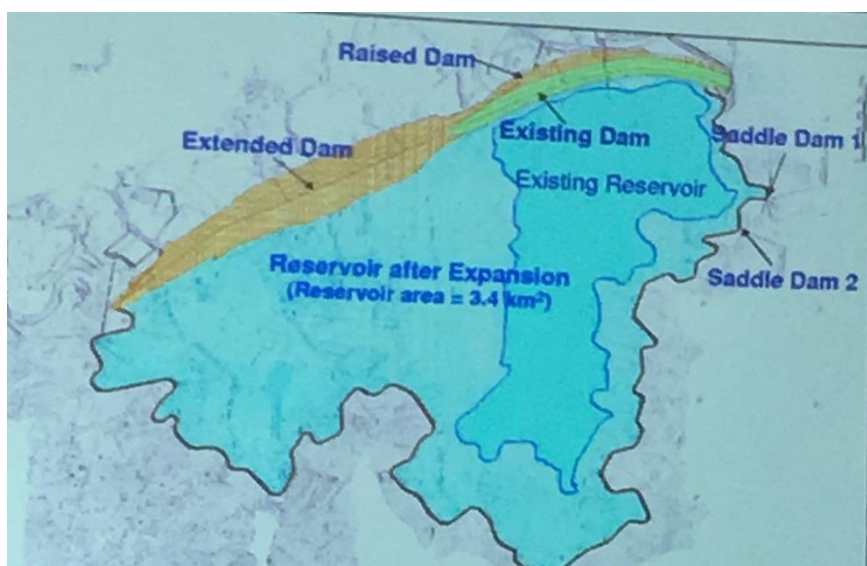 Raised Dam
Extended Dam
Existing Dam
Saddle Dam 1
Existing Reservoir
Reservoir after Expansion
(Reservoir area = 3.4 km²)
Saddle Dam 2